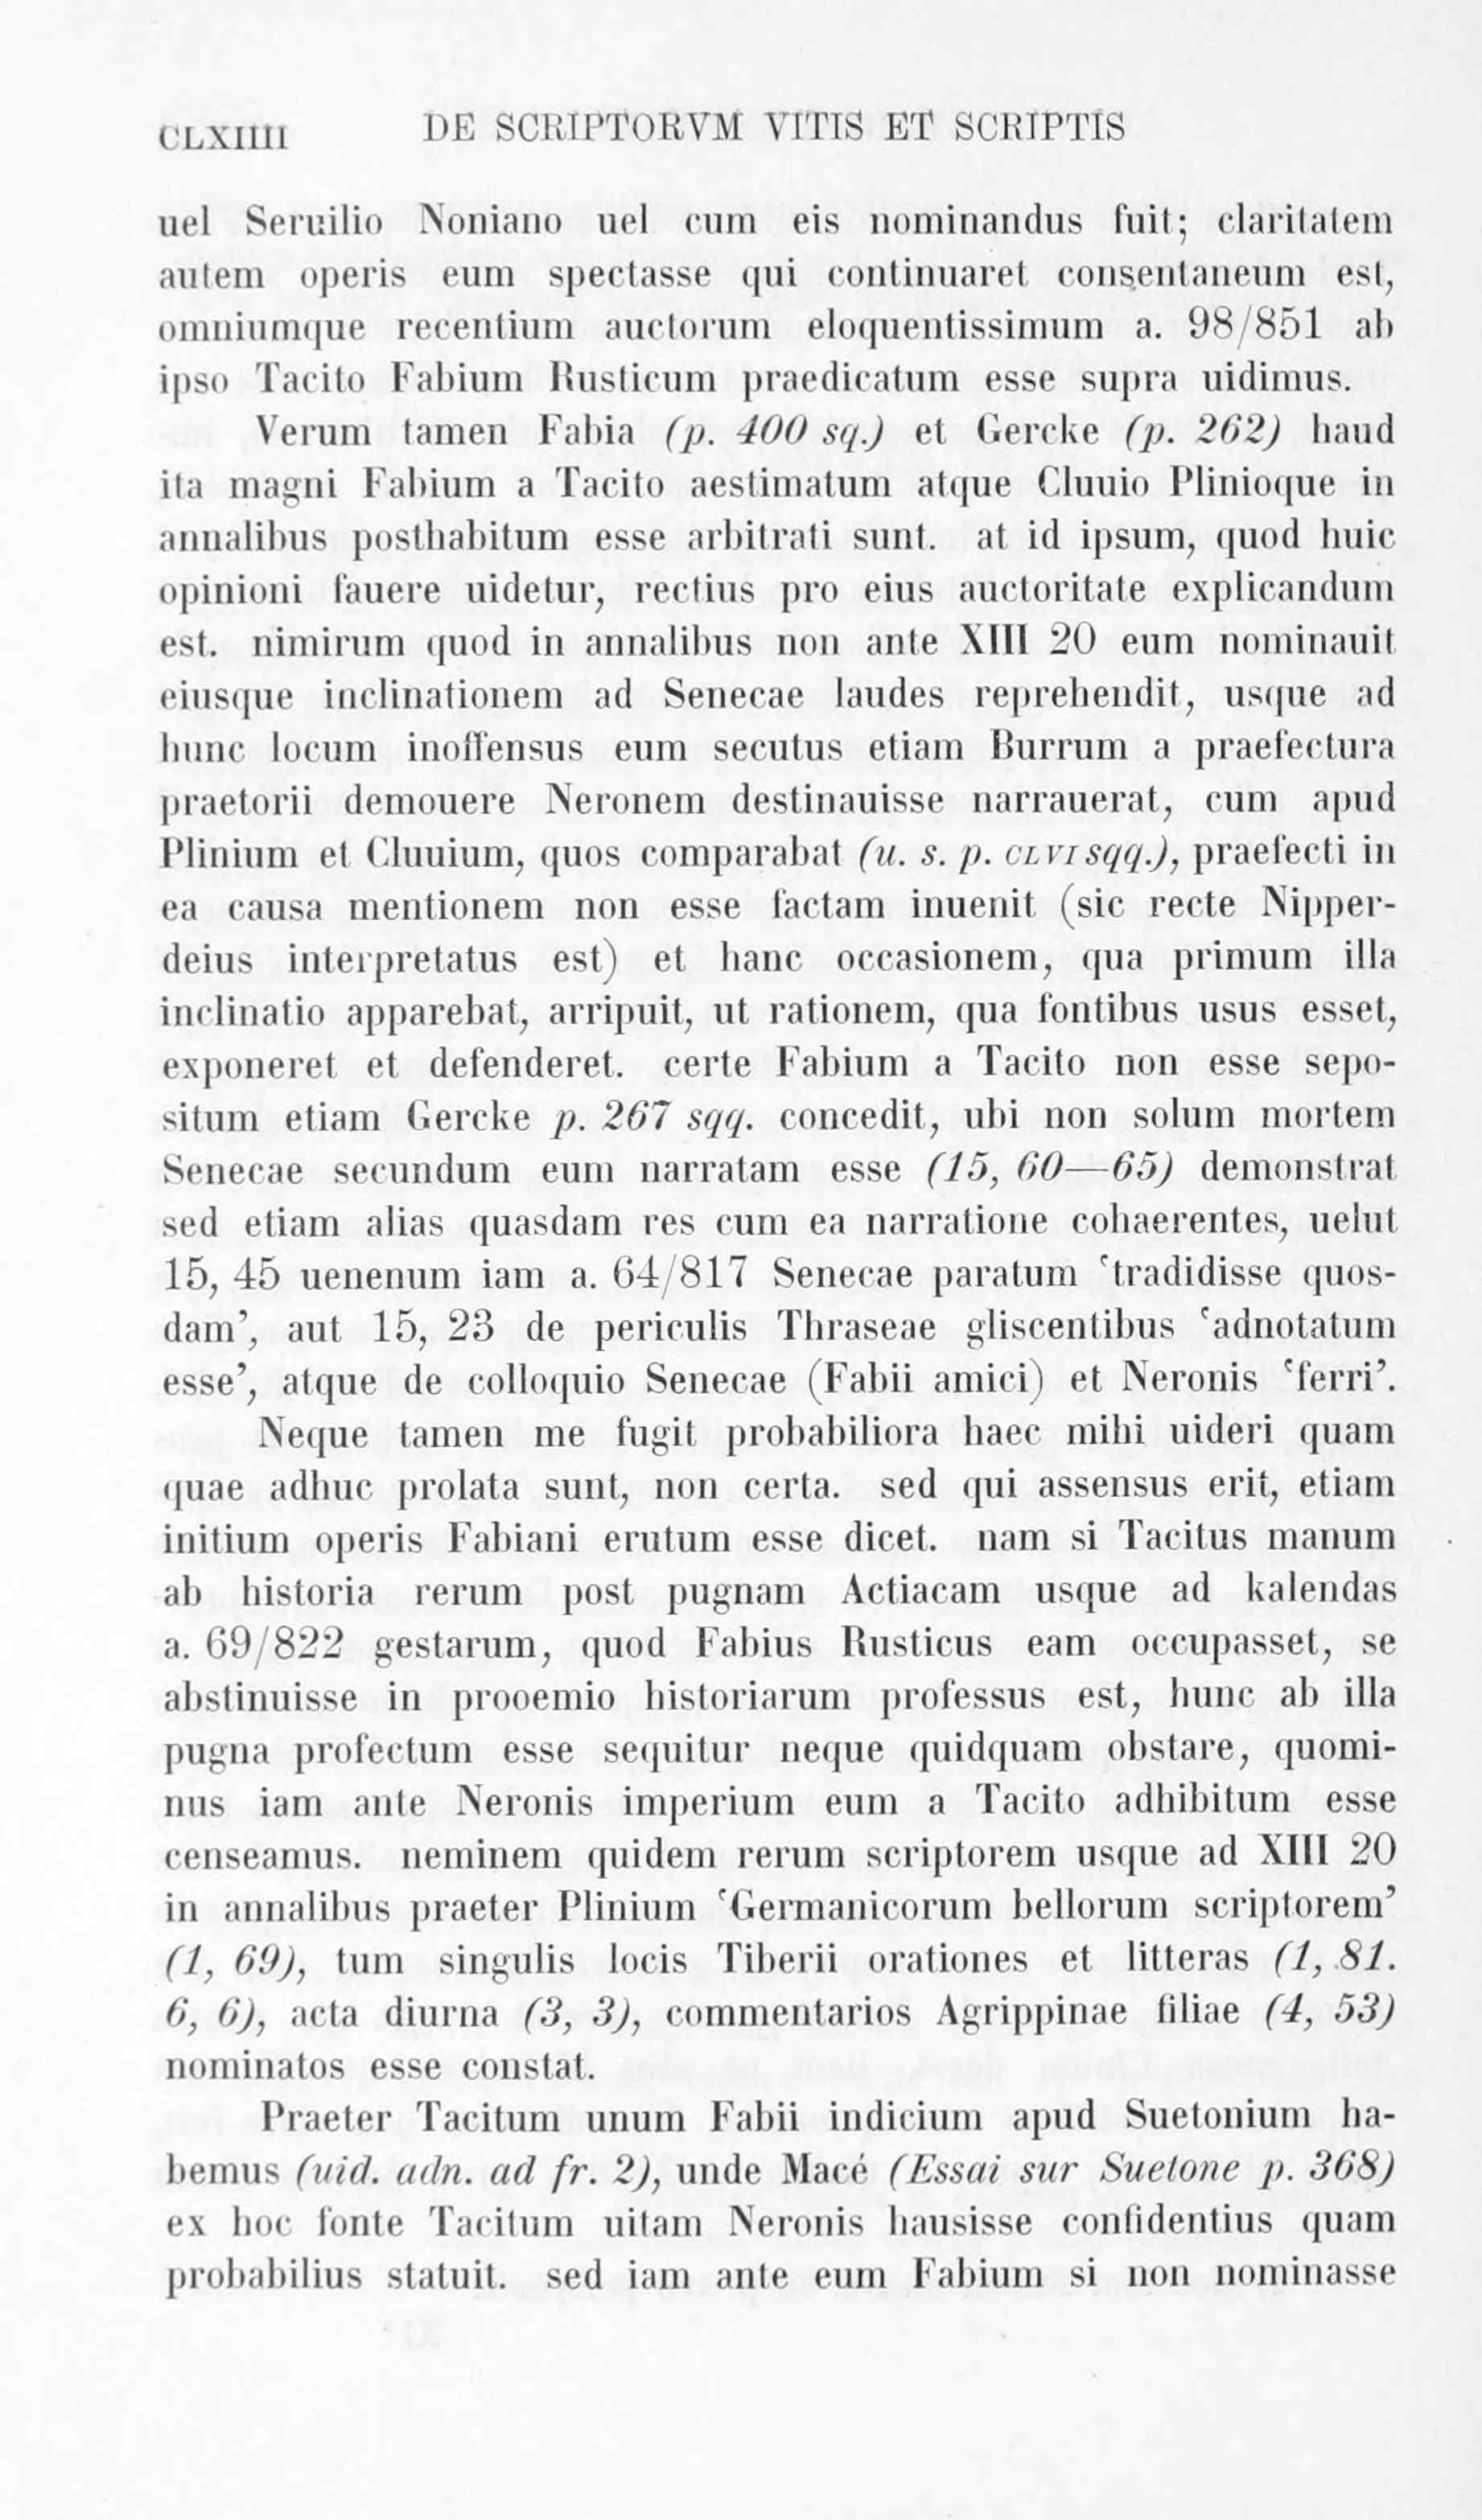 CLXIIII DE SCRIPTORVM VITIS ET SCRIPTIS
uel Seruilio Noniano uel cum eis nominandus fuit; claritatem
autem operis eum spectasse qui continuaret consentaneum est,
omniumque recentium auctorum eloquentissimum a. 98/851 ab
ipso Tacito Fabium Rusticum praedicatum esse supra uidimus.
Verum tamen Fabia (p. 400 sq.) et Gercke (p. 262) haud
ita magni Fabium a Tacito aestimatum atque Cluuio Plinioque in
annalibus posthabitum esse arbitrati sunt. at id ipsum, quod huic
opinioni fauere uidetur, rectius pro eius auctoritate explicandum
est. nimirum quod in annalibus non ante XIII 20 eum nominauit
eiusque inclinationem ad Senecae laudes reprehendit, usque ad
hunc locum inoffensus eum secutus etiam Burrum a praefectura
praetorii demouere Neronem destinauisse narrauerat, cum apud
Plinium et Cluuium, quos comparabat (u. s. p. CLVI sqq.), praefecti in
ea causa mentionem non esse factam inuenit (sic recte Nipper-
deius interpretatus est) et hanc occasionem, qua primum illa
inclinatio apparebat, arripuit, ut rationem, qua fontibus usus esset,
exponeret et defenderet. certe Fabium a Tacito non esse sepo-
situm etiam Gercke p. 267 sqq. concedit, ubi non solum mortem
Senecae secundum eum narratam esse (15, 60—65) demonstrat
sed etiam alias quasdam res cum ea narratione cohaerentes, uelut
15, 45 uenenum iam a. 64/817 Senecae paratum ‘tradidisse quos-
dam’, aut 15, 23 de periculis Thraseae gliscentibus ‘adnotatum
esse’, atque de colloquio Senecae (Fabii amici) et Neronis ‘ferri’.
Neque tamen me fugit probabiliora haec mihi uideri quam
quae adhuc prolata sunt, non certa. sed qui assensus erit, etiam
initium operis Fabiani erutum esse dicet. nam si Tacitus manum
ab historia rerum post pugnam Actiacam usque ad kalendas
a. 69/822 gestarum, quod Fabius Rusticus eam occupasset, se
abstinuisse in prooemio historiarum professus est, hunc ab illa
pugna profectum esse sequitur neque quidquam obstare, quomi-
nus iam ante Neronis imperium eum a Tacito adhibitum esse
censeamus. neminem quidem rerum scriptorem usque ad XIII 20
in annalibus praeter Plinium ‘Germanicorum bellorum scriptorem’
(1, 69), tum singulis locis Tiberii orationes et litteras (1, 81.
6, 6), acta diurna (3, 3), commentarios Agrippinae filiae (4, 53)
nominatos esse constat.
Praeter Tacitum unum Fabii indicium apud Suetonium ha-
bemus (uid. adn. ad fr. 2), unde Macé (Essai sur Suetone p. 368)
ex hoc fonte Tacitum uitam Neronis hausisse confidentius quam
probabilius statuit. sed iam ante eum Fabium si non nominasse